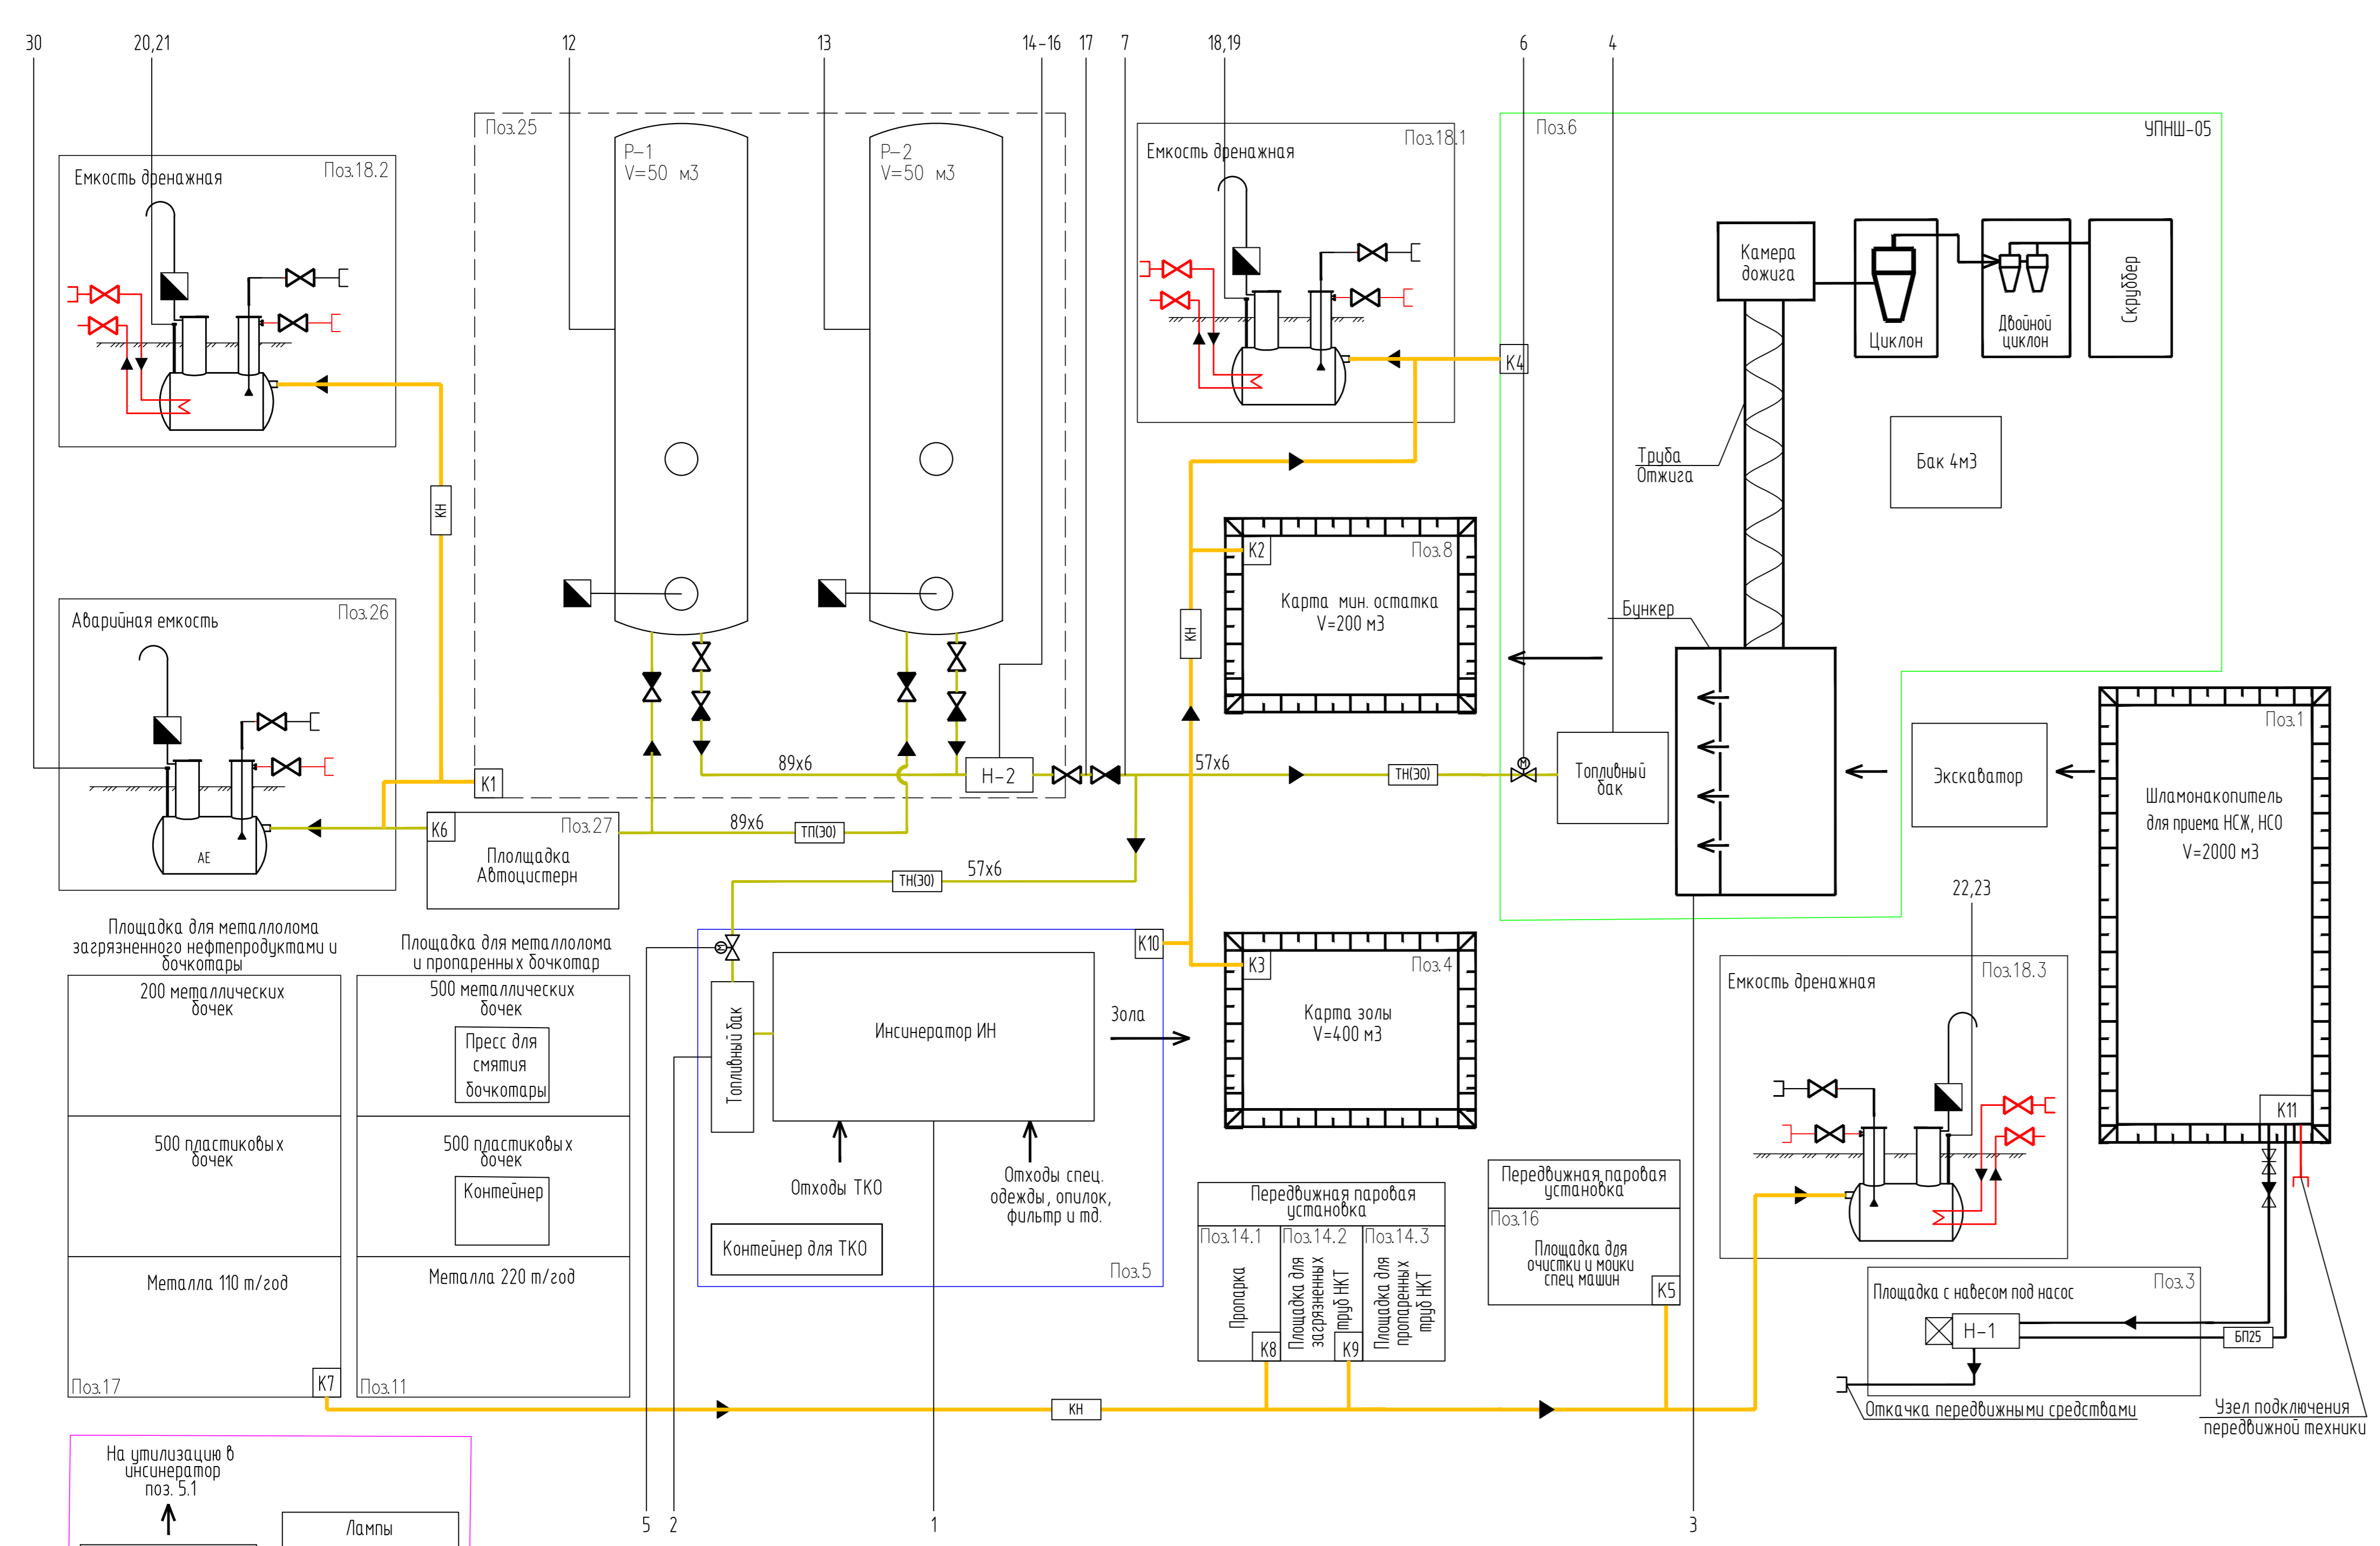 30
20,21
12
13
14-16
17
7
18,19
6
4
Поз.18.2
Емкость дренажная
Поз.25
Р-1
V=50 м3
Р-2
V=50 м3
Поз.18.1
Емкость дренажная
Поз.6
УПНШ-05
Камера
дожига
Циклон
Двойной
циклон
Скруббер
К4
Труба
Отжига
Бак 4м3
КН
К2
Поз.8
Карта мин. остатка
V=200 м3
КН
Бункер
Поз.26
Аварийная емкость
АЕ
К1
89х6
Н-2
57х6
ТН(ЭО)
Топливный
бак
Экскаватор
Поз.1
Шламонакопитель
для приема НСЖ, НСО
V=2000 м3
К11
К6
Поз.27
Плолщадка
Автоцистерн
89х6
ТП(ЭО)
ТН(ЭО)
57х6
22,23
Площадка для металлолома
загрязненного нефтепродуктами и
бочкотары
200 металлических
бочек
500 пластиковых
бочек
Металла 110 т/год
Поз.17
К7
Площадка для металлолома
и пропаренных бочкотар
500 металлических
бочек
Пресс для
смятия
бочкотары
500 пластиковых
бочек
Контейнер
Металла 220 т/год
Поз.11
К10
Топливный бак
Инсинератор ИН
Зола
Отходы ТКО
Отходы спец.
одежды, опилок,
фильтр и тд.
Контейнер для ТКО
Поз.5
К3
Поз.4
Карта золы
V=400 м3
Поз.18.3
Емкость дренажная
Передвижная паровая
установка
Поз.14.1
Поз.14.2
Поз.14.3
Пропарка
Площадка для
загрязненных
труб НКТ
Площадка для
пропаренных
труб НКТ
К8
К9
Передвижная паровая
установка
Поз.16
Площадка для
очистки и мойки
спец машин
К5
Поз.3
Площадка с навесом под насос
Н-1
БП25
КН
Откачка передвижными средствами
Узел подключения
передвижной техники
На утилизацию в
инсинератор
поз. 5.1
Лампы
5
2
1
3